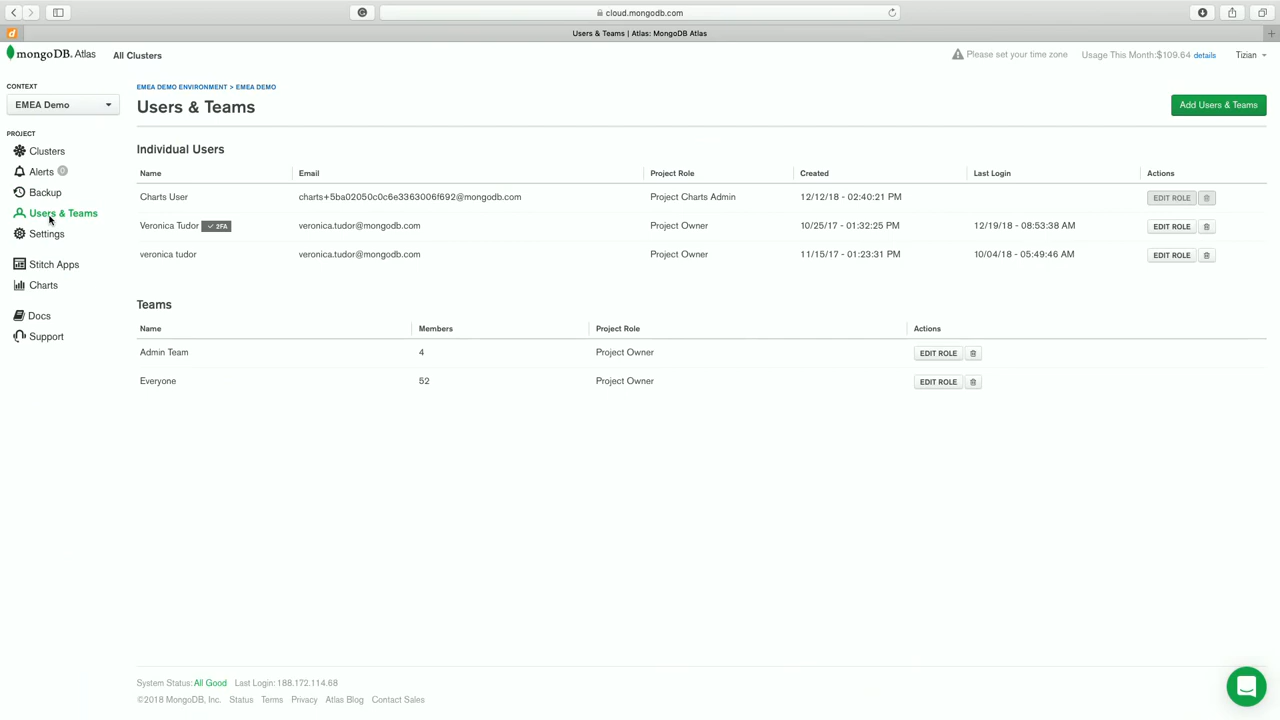 cloud.mongodb.com
Users & Teams | Atlas: MongoDB Atlas
mongoDB. Atlas
All Clusters
Please set your time zone
Usage This Month:$109.64 details
Tizian
CONTEXT
EMEA Demo
PROJECT
Clusters
Alerts 0
Backup
Users & Teams
Settings
Stitch Apps
Charts
Docs
Support
EMEA DEMO ENVIRONMENT > EMEA DEMO
Users & Teams
Add Users & Teams
Individual Users
Name Email Project Role Created Last Login Actions
Charts User charts+5ba02050c0c6e3363006f692@mongodb.com Project Charts Admin 12/12/18 - 02:40:21 PM EDIT ROLE
Veronica Tudor 2FA veronica.tudor@mongodb.com Project Owner 10/25/17 - 01:32:25 PM 12/19/18 - 08:53:38 AM EDIT ROLE
veronica tudor veronica.tudor@mongodb.com Project Owner 11/15/17 - 01:23:31 PM 10/04/18 - 05:49:46 AM EDIT ROLE
Teams
Name Members Project Role Actions
Admin Team 4 Project Owner EDIT ROLE
Everyone 52 Project Owner EDIT ROLE
System Status: All Good Last Login: 188.172.114.68
©2018 MongoDB, Inc. Status Terms Privacy Atlas Blog Contact Sales